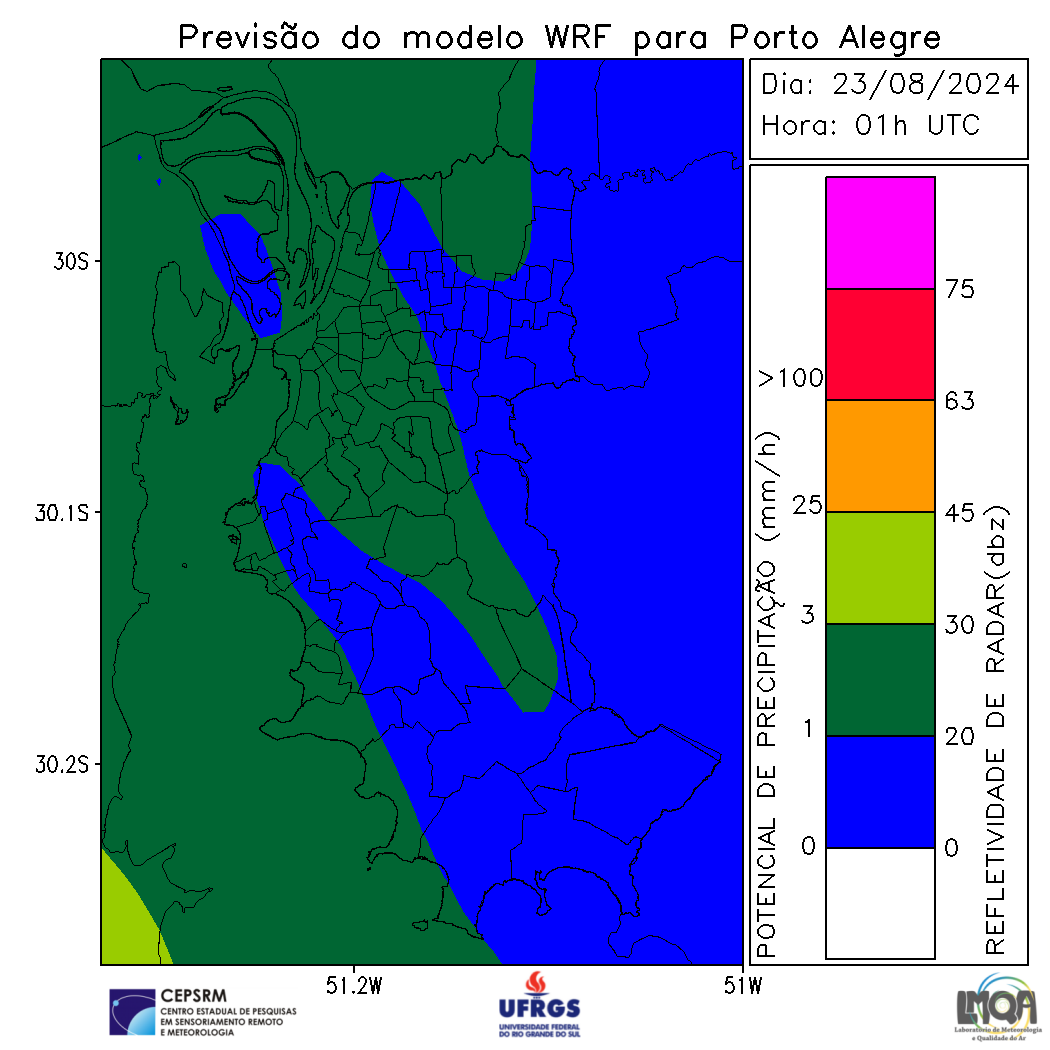 Previsão do modelo WRF para Porto Alegre
Dia: 23/08/2024
Hora: 01h UTC
30S
30.1S
30.2S
51.2W
51W
POTENCIAL DE PRECIPITAÇÃO (mm/h)
>100
25
3
1
0
75
63
45
30
20
0
REFLETIVIDADE DE RADAR(dbz)
CEPSRM
CENTRO ESTADUAL DE PESQUISAS
EM SENSORIAMENTO REMOTO
E METEOROLOGIA
UFRGS
UNIVERSIDADE FEDERAL
DO RIO GRANDE DO SUL
LMQA
Laboratório de Meteorologia
e Qualidade do Ar